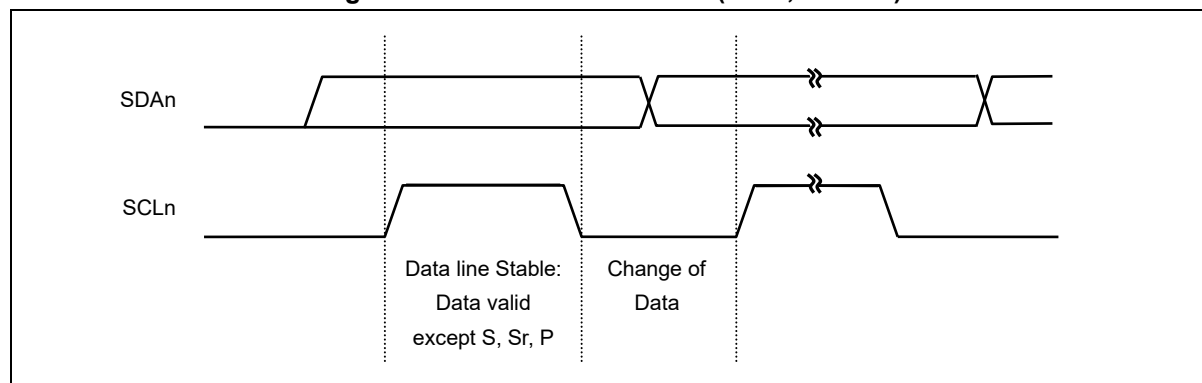 SDAn
SCLn
Data line Stable:
Data valid
except S, Sr, P
Change of
Data